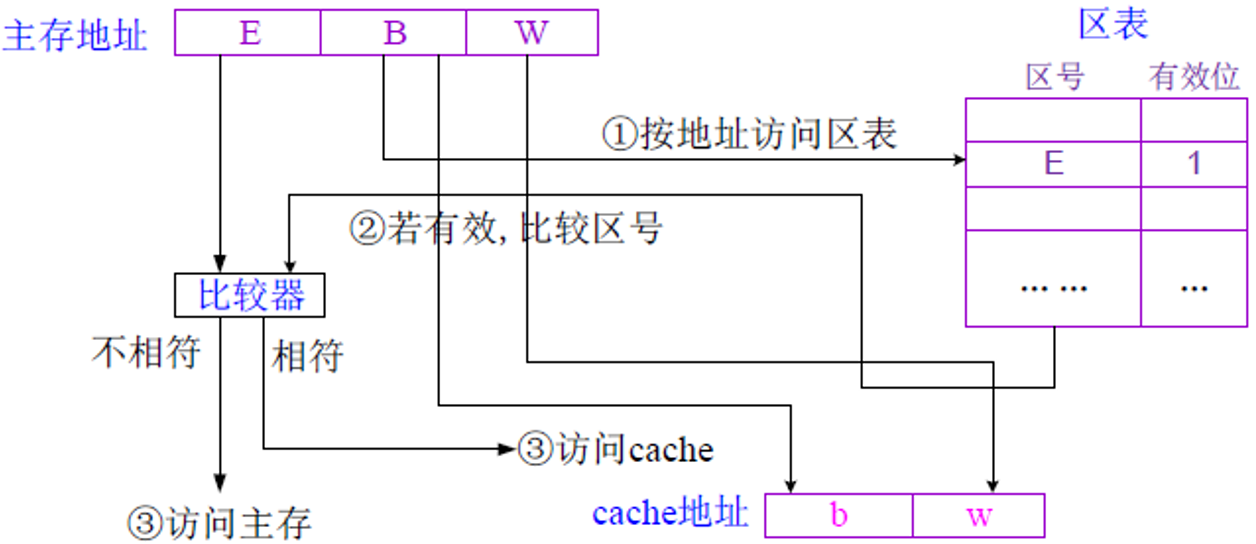 主存地址 E B W
区表
区号 有效位
①按地址访问区表
E 1
②若有效, 比较区号
... ... ...
比较器
不相符 相符
③访问cache
③访问主存
cache地址 b w